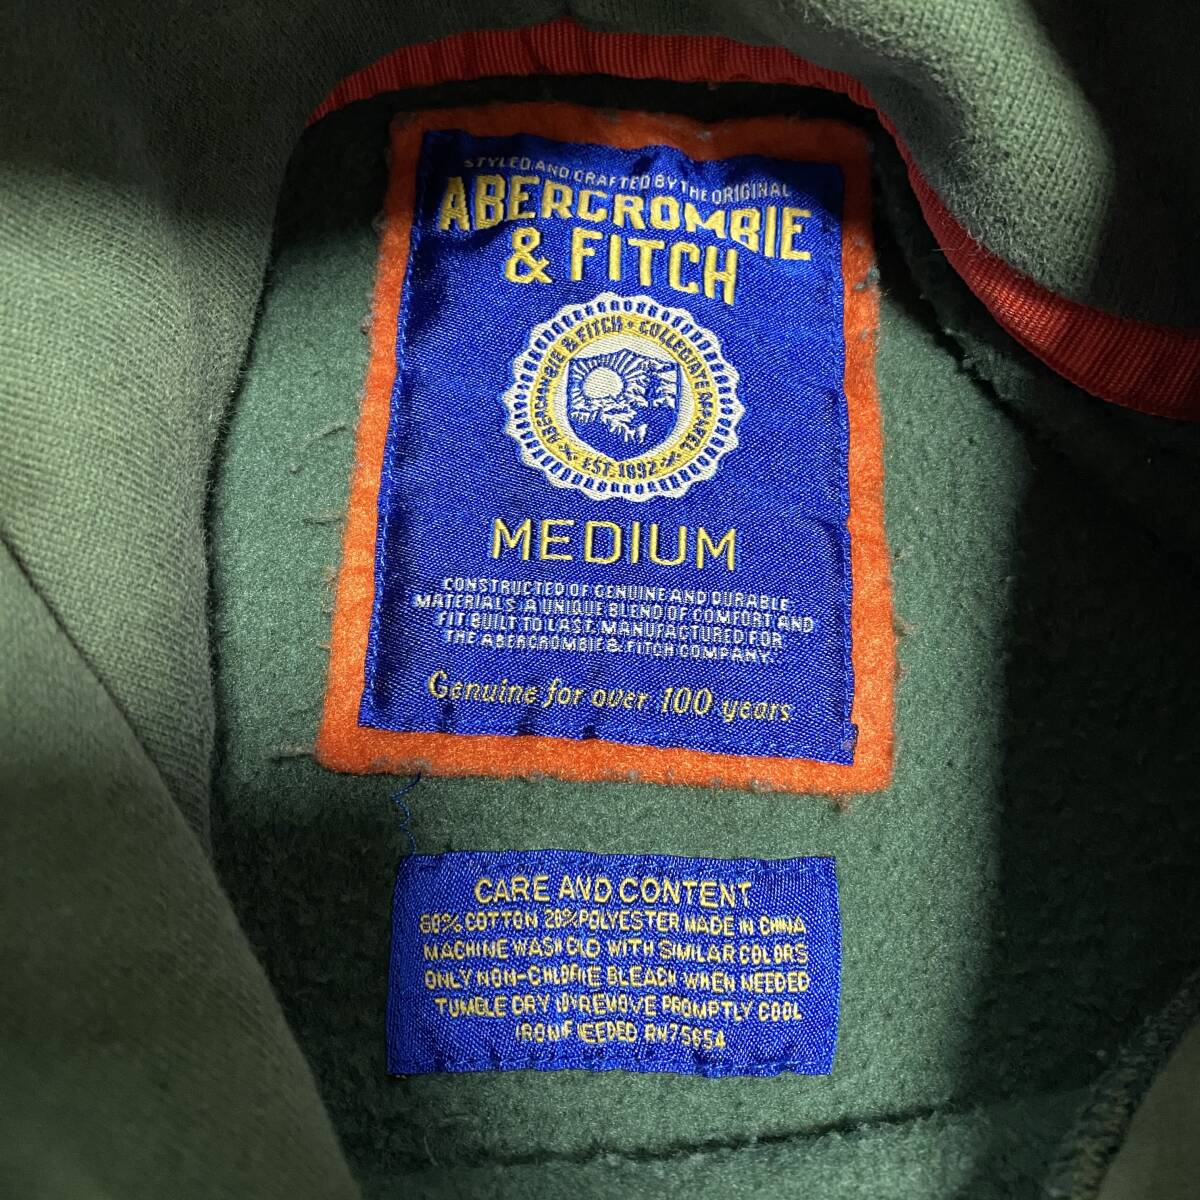 STYLED AND CRAFTED BY THE ORIGINAL
ABERCROMBIE
& FITCH
ABERCROMBIE & FITCH • COLLEGIATE APPAREL
EST. 1892
MEDIUM
CONSTRUCTED OF GENUINE AND DURABLE
MATERIALS. A UNIQUE BLEND OF COMFORT AND
FIT BUILT TO LAST. MANUFACTURED FOR
THE ABERCROMBIE & FITCH COMPANY.
Genuine for over 100 years
CARE AND CONTENT
80% COTTON 20% POLYESTER MADE IN CHINA
MACHINE WASH CLD WITH SIMILAR COLORS
ONLY NON-CHLORINE BLEACH WHEN NEEDED
TUMBLE DRY LO REMOVE PROMPTLY COOL
IRON IF NEEDED. RN75654